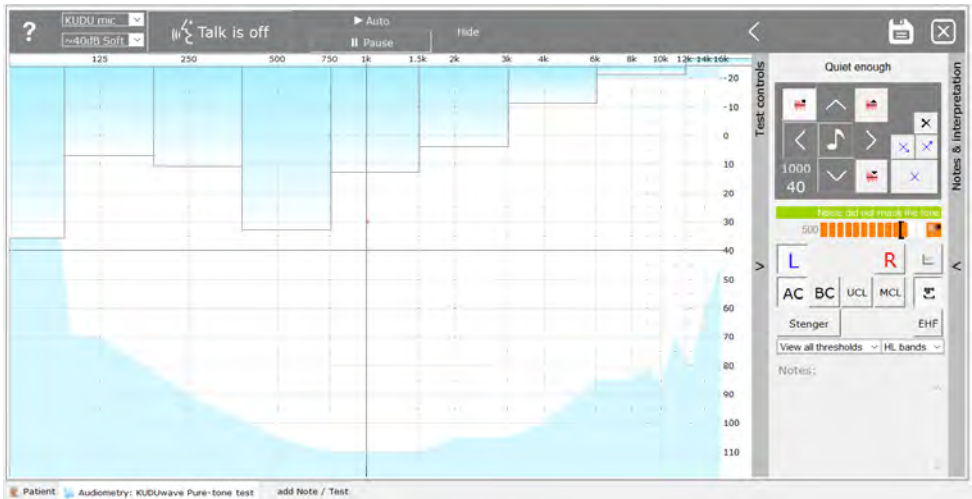 ?
KUDU mic
~40dB Soft
Talk is off
Auto
Pause
Hide
125 250 500 750 1k 1.5k 2k 3k 4k 6k 8k 10k 12k 14k 16k
-20
-10
0
10
20
30
40
50
60
70
80
90
100
110
Test controls
Quiet enough
1000
40
Noise did not mask the tone
500
L R
AC BC UCL MCL
Stenger EHF
View all thresholds HL bands
Notes:
Notes & interpretation
Patient Audiometry: KUDUwave Pure-tone test add Note / Test